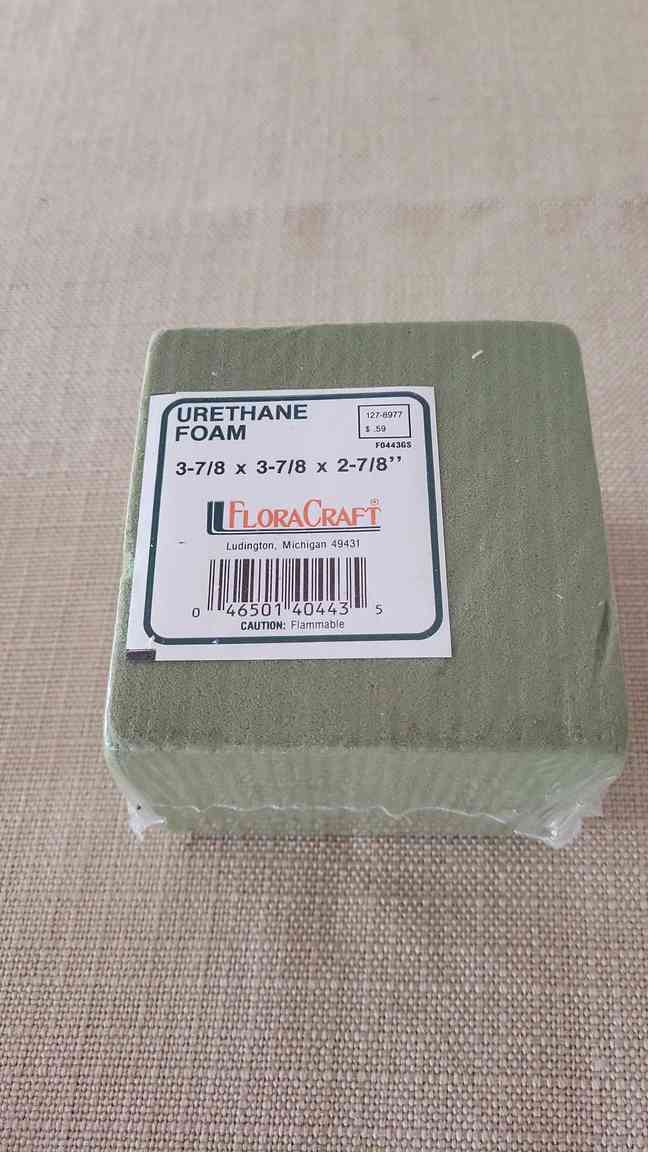 URETHANE
FOAM
127-6977
$ .59
F0443GS
3-7/8 x 3-7/8 x 2-7/8’’
FLORACRAFT®
Ludington, Michigan 49431
0 46501 40443 5
CAUTION: Flammable